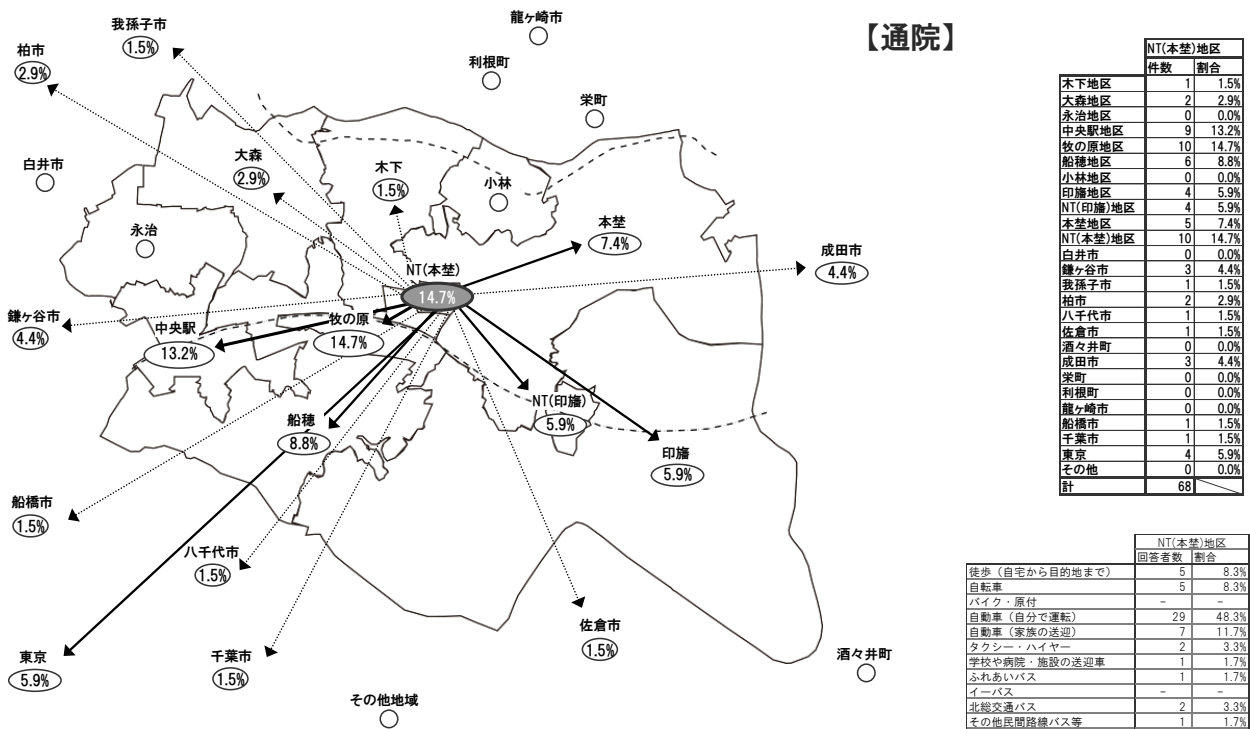 【通院】
龍ヶ崎市
我孫子市
1.5%
柏市
2.9%
利根町
栄町
白井市
大森
2.9%
木下
1.5%
小林
永治
本埜
7.4%
成田市
4.4%
NT(本埜)
14.7%
鎌ヶ谷市
4.4%
中央駅
13.2%
牧の原
14.7%
船穂
8.8%
NT(印旛)
5.9%
印旛
5.9%
船橋市
1.5%
八千代市
1.5%
佐倉市
1.5%
東京
5.9%
千葉市
1.5%
酒々井町
その他地域
NT(本埜)地区
件数 割合
木下地区 1 1.5%
大森地区 2 2.9%
永治地区 0 0.0%
中央駅地区 9 13.2%
牧の原地区 10 14.7%
船穂地区 6 8.8%
小林地区 0 0.0%
印旛地区 4 5.9%
NT(印旛)地区 4 5.9%
本埜地区 5 7.4%
NT(本埜)地区 10 14.7%
白井市 0 0.0%
鎌ヶ谷市 3 4.4%
我孫子市 1 1.5%
柏市 2 2.9%
八千代市 1 1.5%
佐倉市 1 1.5%
酒々井町 0 0.0%
成田市 3 4.4%
栄町 0 0.0%
利根町 0 0.0%
龍ヶ崎市 0 0.0%
船橋市 1 1.5%
千葉市 1 1.5%
東京 4 5.9%
その他 0 0.0%
計 68
NT(本埜)地区
回答者数 割合
徒歩（自宅から目的地まで） 5 8.3%
自転車 5 8.3%
バイク・原付 － －
自動車（自分で運転） 29 48.3%
自動車（家族の送迎） 7 11.7%
タクシー・ハイヤー 2 3.3%
学校や病院・施設の送迎車 1 1.7%
ふれあいバス 1 1.7%
イーバス － －
北総交通バス 2 3.3%
その他民間路線バス等 1 1.7%